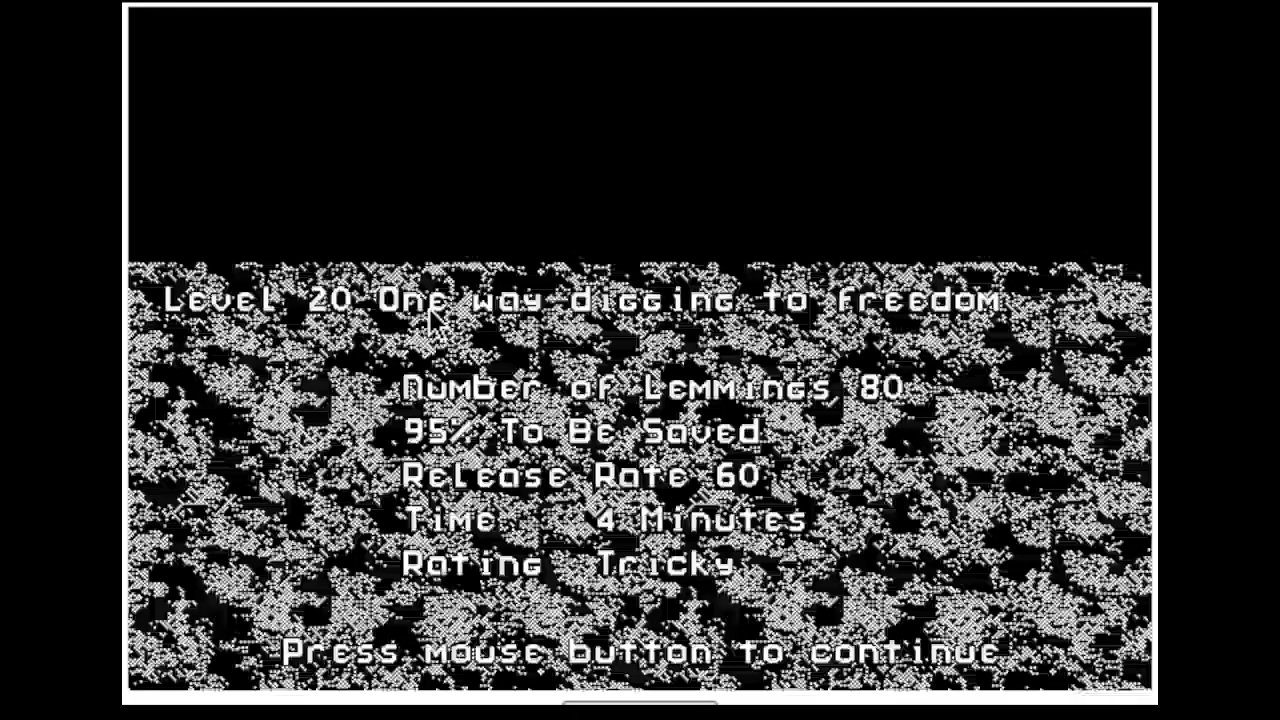 Level 20 One way digging to freedom
Number of Lemmings 80
95% To Be Saved
Release Rate 60
Time 4 Minutes
Rating Tricky
Press mouse button to continue